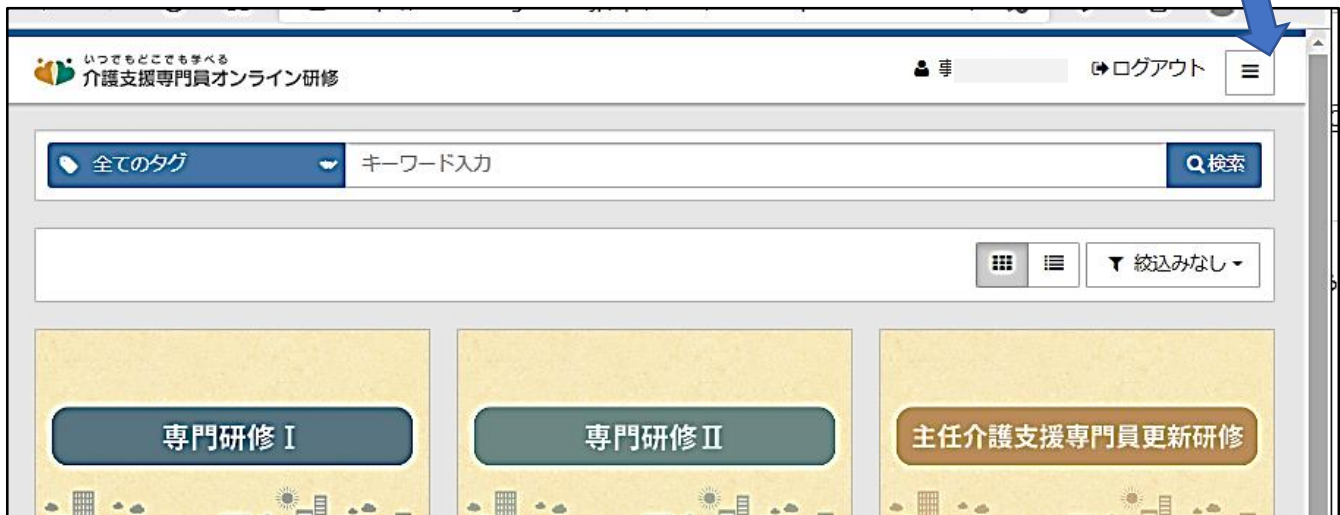 いつでもどこでも学べる
介護支援専門員オンライン研修
事
ログアウト
全てのタグ
キーワード入力
検索
絞込みなし
専門研修Ⅰ
専門研修Ⅱ
主任介護支援専門員更新研修